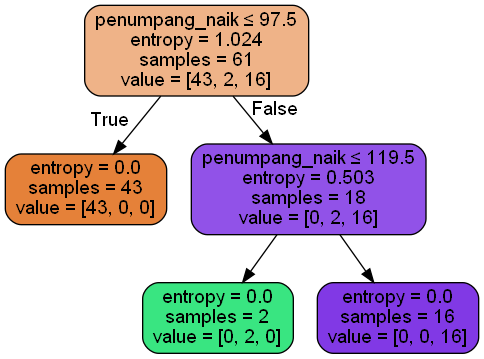 penumpang_naik ≤ 97.5
entropy = 1.024
samples = 61
value = [43, 2, 16]
True
False
entropy = 0.0
samples = 43
value = [43, 0, 0]
penumpang_naik ≤ 119.5
entropy = 0.503
samples = 18
value = [0, 2, 16]
entropy = 0.0
samples = 2
value = [0, 2, 0]
entropy = 0.0
samples = 16
value = [0, 0, 16]